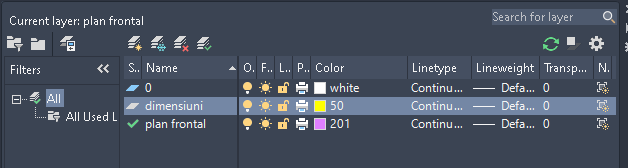 Current layer: plan frontal
Search for layer
Filters
S.. Name O. F.. L.. P.. Color Linetype Lineweight Transp... N.
0 white Continu... Defa... 0
All
dimensiuni 50 Continu... Defa... 0
All Used L
plan frontal 201 Continu... Defa... 0